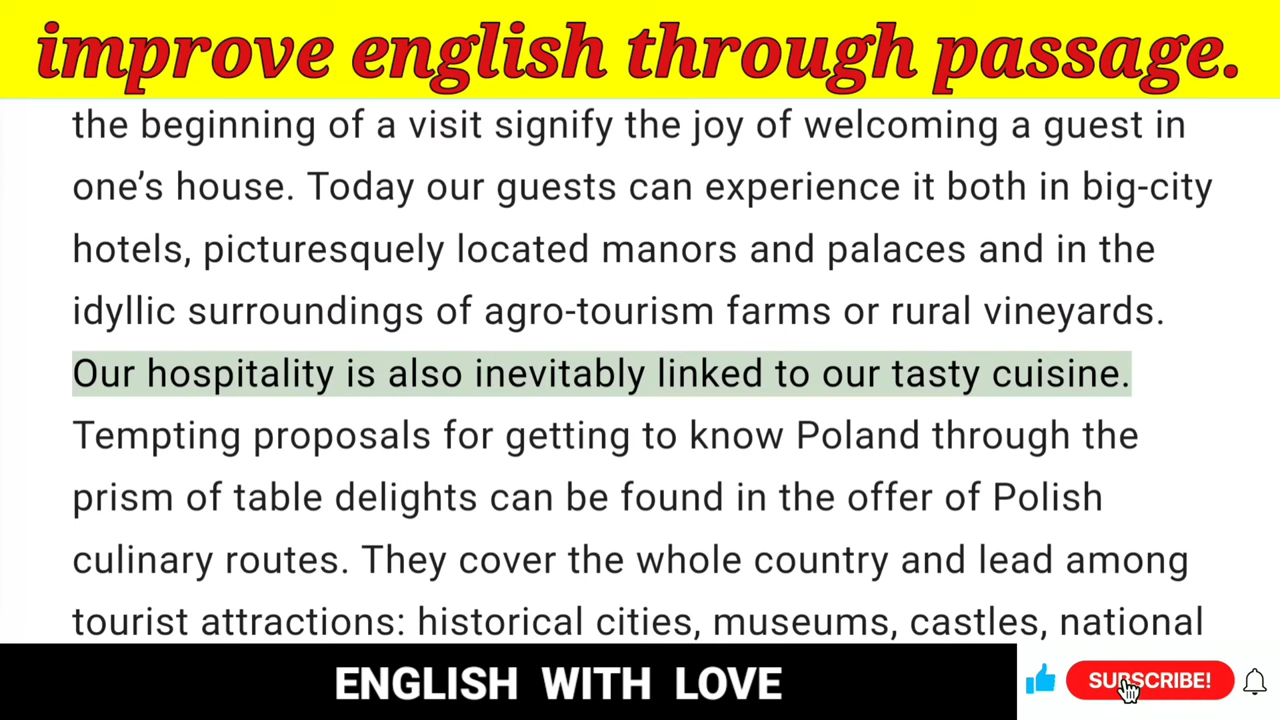 improve english through passage.
the beginning of a visit signify the joy of welcoming a guest in
one’s house. Today our guests can experience it both in big-city
hotels, picturesquely located manors and palaces and in the
idyllic surroundings of agro-tourism farms or rural vineyards.
Our hospitality is also inevitably linked to our tasty cuisine.
Tempting proposals for getting to know Poland through the
prism of table delights can be found in the offer of Polish
culinary routes. They cover the whole country and lead among
tourist attractions: historical cities, museums, castles, national
ENGLISH WITH LOVE
SUBSCRIBE!